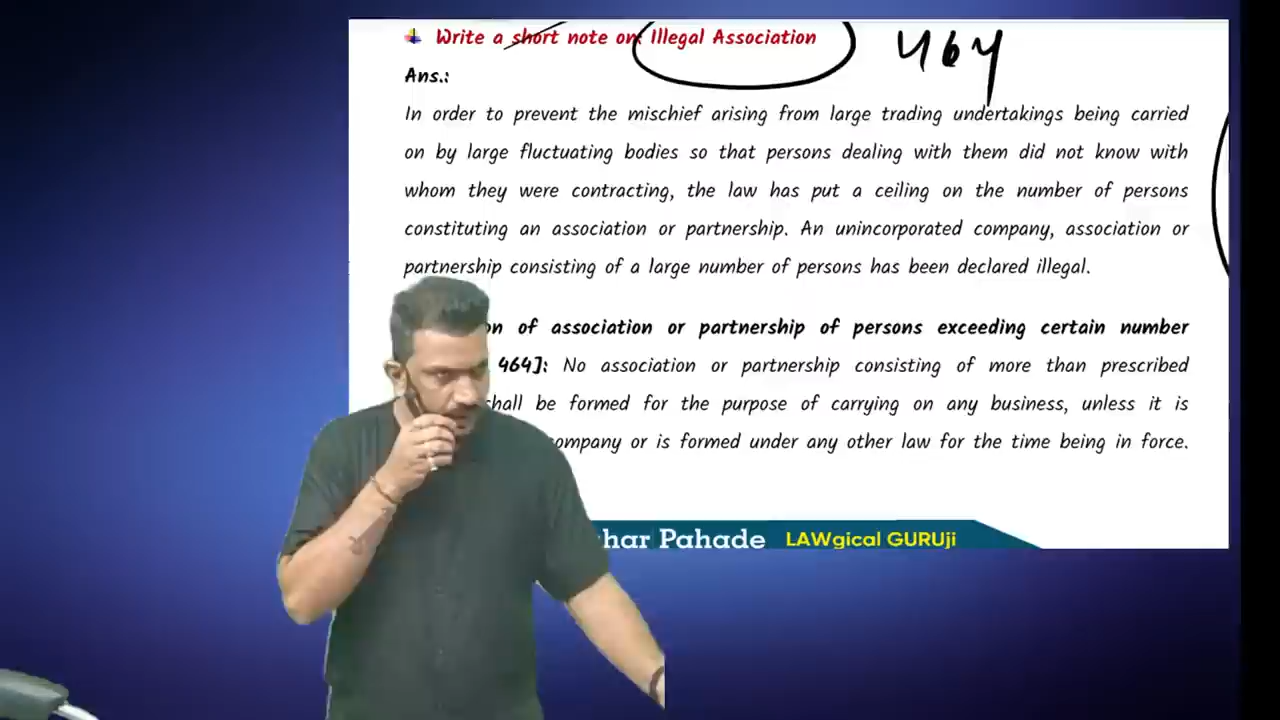 Write a short note on: Illegal Association
464
Ans.:
In order to prevent the mischief arising from large trading undertakings being carried
on by large fluctuating bodies so that persons dealing with them did not know with
whom they were contracting, the law has put a ceiling on the number of persons
constituting an association or partnership. An unincorporated company, association or
partnership consisting of a large number of persons has been declared illegal.
on of association or partnership of persons exceeding certain number
464]: No association or partnership consisting of more than prescribed
shall be formed for the purpose of carrying on any business, unless it is
ompany or is formed under any other law for the time being in force.
har Pahade LAWgical GURUji